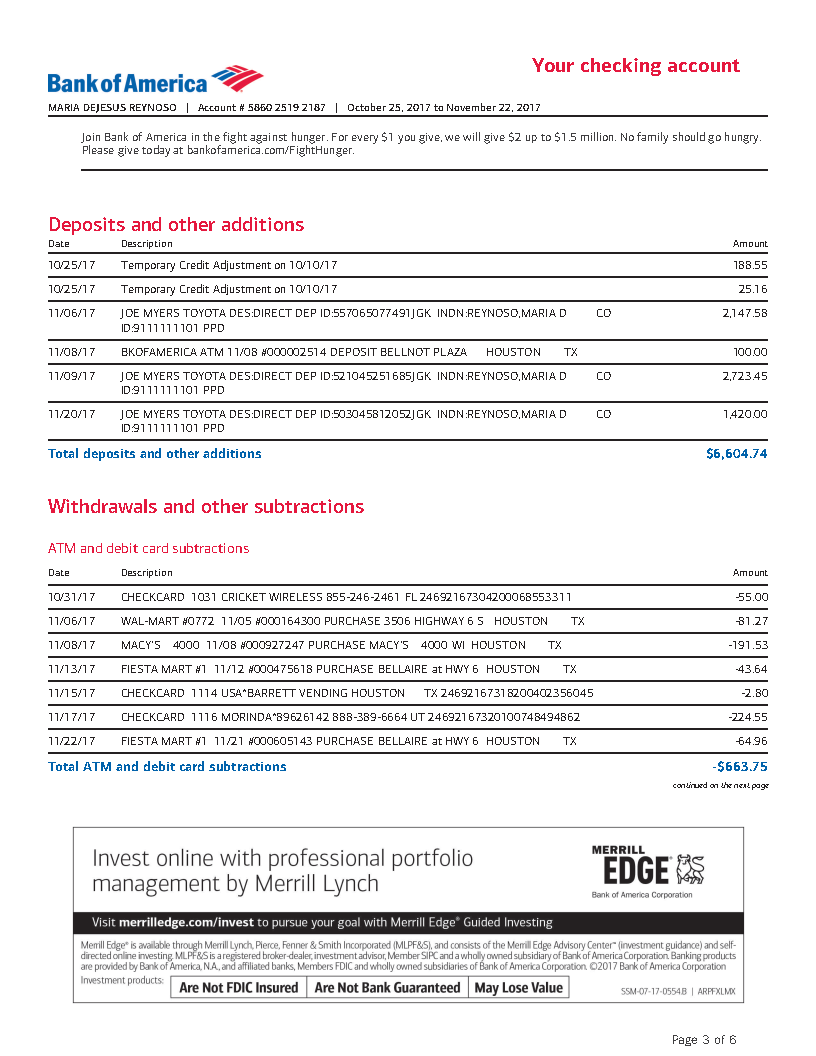 Your checking account
Bank of America
MARIA DEJESUS REYNOSO | Account # 5860 2519 2187 | October 25, 2017 to November 22, 2017
Join Bank of America in the fight against hunger. For every $1 you give, we will give $2 up to $1.5 million. No family should go hungry.
Please give today at bankofamerica.com/FightHunger.
Deposits and other additions
Date Description Amount
10/25/17 Temporary Credit Adjustment on 10/10/17 188.55
10/25/17 Temporary Credit Adjustment on 10/10/17 25.16
11/06/17 JOE MYERS TOYOTA DES:DIRECT DEP ID:557065077491JGK INDN:REYNOSO,MARIA D CO 2,147.58
ID:9111111101 PPD
11/08/17 BKOFAMERICA ATM 11/08 #000002514 DEPOSIT BELLNOT PLAZA HOUSTON TX 100.00
11/09/17 JOE MYERS TOYOTA DES:DIRECT DEP ID:521045251685JGK INDN:REYNOSO,MARIA D CO 2,723.45
ID:9111111101 PPD
11/20/17 JOE MYERS TOYOTA DES:DIRECT DEP ID:503045812052JGK INDN:REYNOSO,MARIA D CO 1,420.00
ID:9111111101 PPD
Total deposits and other additions $6,604.74
Withdrawals and other subtractions
ATM and debit card subtractions
Date Description Amount
10/31/17 CHECKCARD 1031 CRICKET WIRELESS 855-246-2461 FL 24692167304200068553311 -55.00
11/06/17 WAL-MART #0772 11/05 #000164300 PURCHASE 3506 HIGHWAY 6 S HOUSTON TX -81.27
11/08/17 MACY'S 4000 11/08 #000927247 PURCHASE MACY'S 4000 WI HOUSTON TX -191.53
11/13/17 FIESTA MART #1 11/12 #000475618 PURCHASE BELLAIRE at HWY 6 HOUSTON TX -43.64
11/15/17 CHECKCARD 1114 USA*BARRETT VENDING HOUSTON TX 24692167318200402356045 -2.80
11/17/17 CHECKCARD 1116 MORINDA*89626142 888-389-6664 UT 24692167320100748494862 -224.55
11/22/17 FIESTA MART #1 11/21 #000605143 PURCHASE BELLAIRE at HWY 6 HOUSTON TX -64.96
Total ATM and debit card subtractions -$663.75
continued on the next page
Invest online with professional portfolio
management by Merrill Lynch
MERRILL
EDGE®
Bank of America Corporation
Visit merrilledge.com/invest to pursue your goal with Merrill Edge® Guided Investing
Merrill Edge® is available through Merrill Lynch, Pierce, Fenner & Smith Incorporated (MLPF&S), and consists of the Merrill Edge Advisory Center™ (investment guidance) and self-
directed online investing. MLPF&S is a registered broker-dealer, investment advisor, Member SIPC and a wholly owned subsidiary of Bank of America Corporation. Banking products
are provided by Bank of America, N.A., and affiliated banks, Members FDIC and wholly owned subsidiaries of Bank of America Corporation. ©2017 Bank of America Corporation
Investment products: Are Not FDIC Insured Are Not Bank Guaranteed May Lose Value
SSM-07-17-0554.B | ARPFXLMX
Page 3 of 6